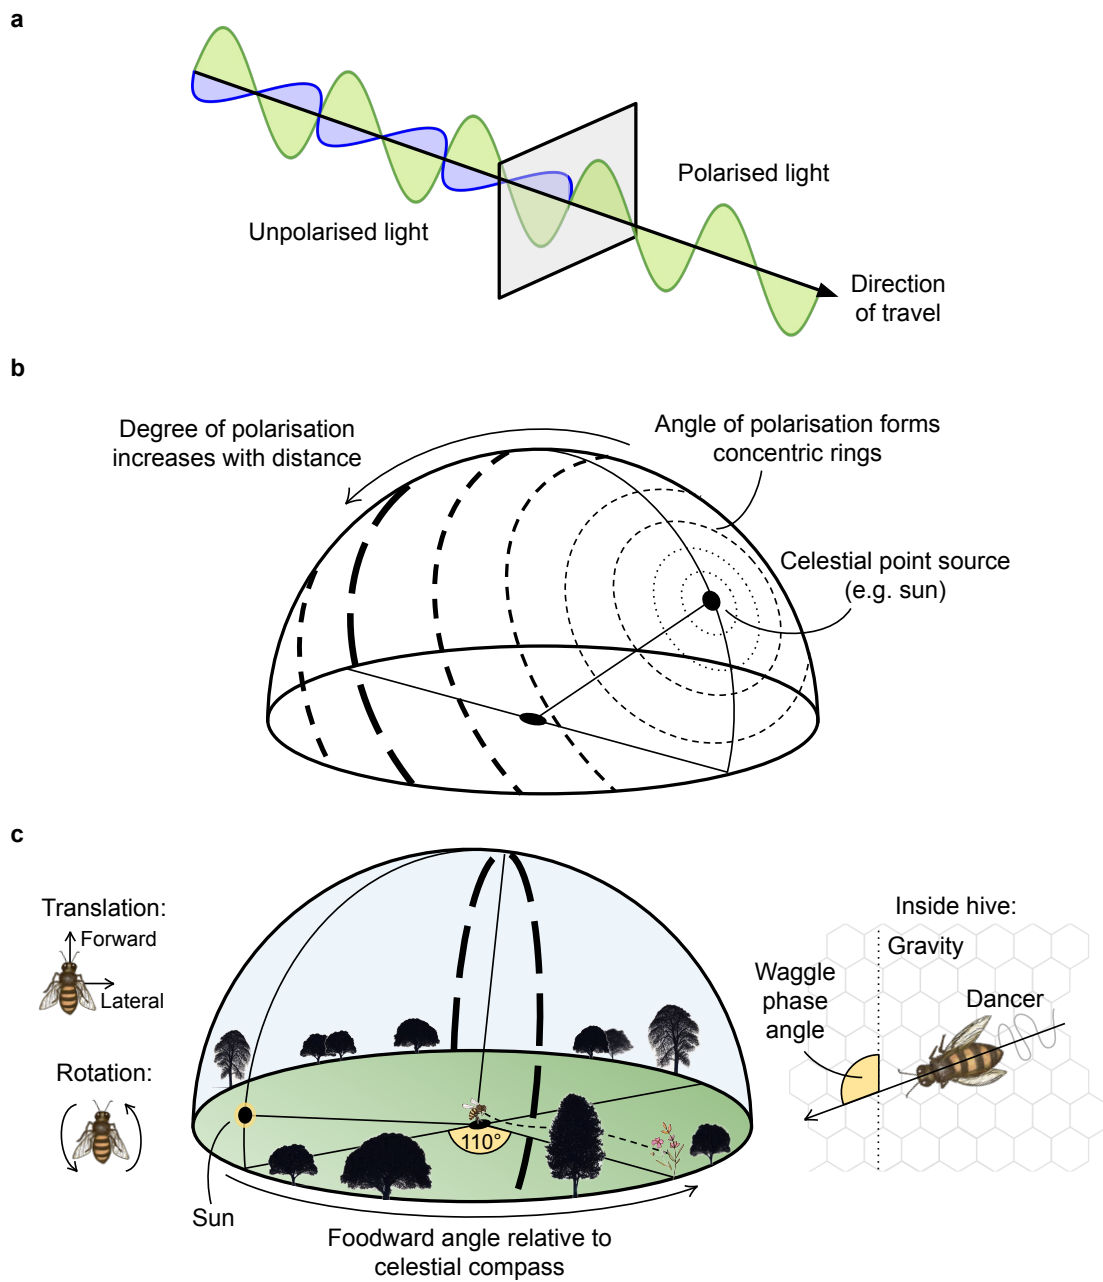 a
Unpolarised light
Polarised light
Direction
of travel
b
Degree of polarisation
increases with distance
Angle of polarisation forms
concentric rings
Celestial point source
(e.g. sun)
c
Translation:
Forward
Lateral
Rotation:
Sun
110°
Foodward angle relative to
celestial compass
Inside hive:
Gravity
Waggle
phase
angle
Dancer